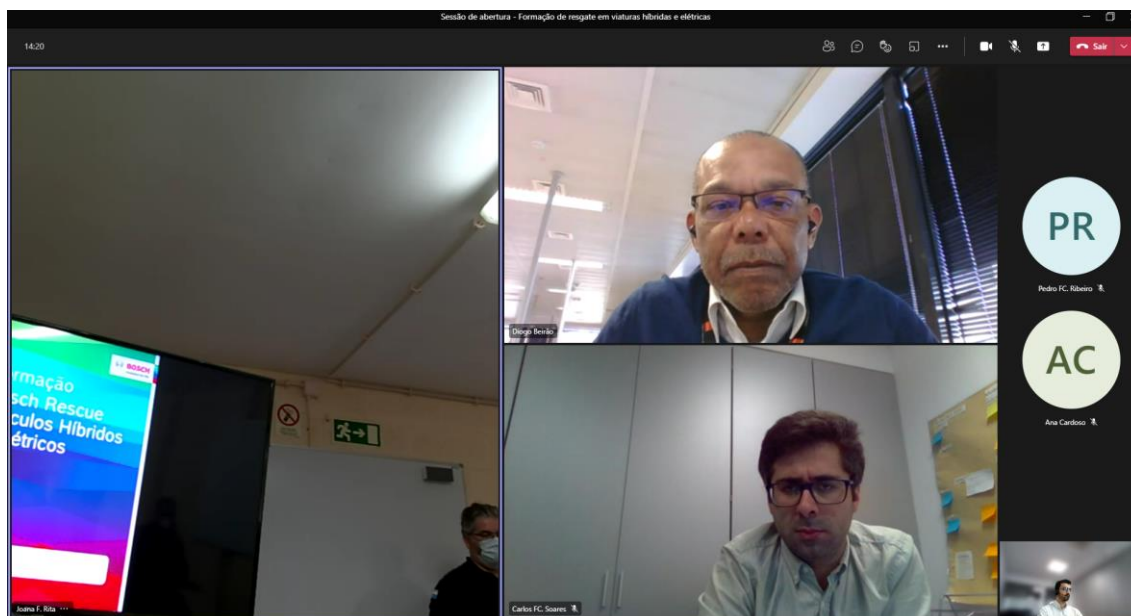 Sessão de abertura - Formação de resgate em viaturas híbridas e elétricas
14:20
Sair
BOSCH
rmação
sch Rescue
culos Híbridos
étricos
Joana F. Rita
Diogo Beirão
Carlos FC. Soares
PR
Pedro FC. Ribeiro
AC
Ana Cardoso